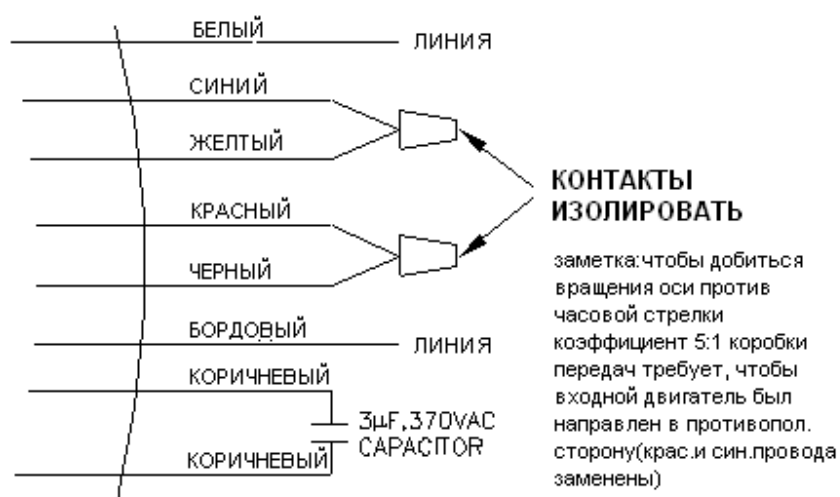 БЕЛЫЙ
ЛИНИЯ
СИНИЙ
ЖЕЛТЫЙ
КОНТАКТЫ
ИЗОЛИРОВАТЬ
КРАСНЫЙ
ЧЕРНЫЙ
заметка:чтобы добиться
вращения оси против
часовой стрелки
коэффициент 5:1 коробки
передач требует, чтобы
входной двигатель был
направлен в противопол.
сторону(крас.и син.провода
заменены)
БОРДОВЫЙ
ЛИНИЯ
КОРИЧНЕВЫЙ
3µF,370VAC
CAPACITOR
КОРИЧНЕВЫЙ